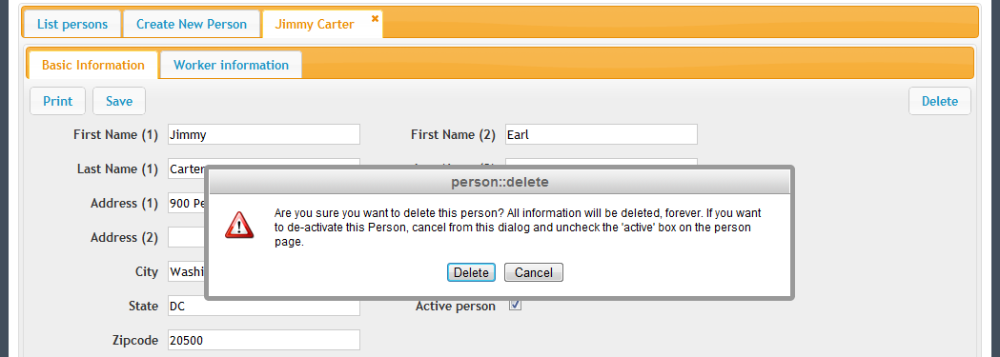 List persons Create New Person Jimmy Carter
Basic Information Worker information
Print Save Delete
First Name (1) Jimmy First Name (2) Earl
Last Name (1) Carter
person::delete
Address (1) 900
Are you sure you want to delete this person? All information will be deleted, forever. If you want
to de-activate this Person, cancel from this dialog and uncheck the 'active' box on the person
page.
Address (2)
City
Delete Cancel
State DC Active person
Zipcode 20500